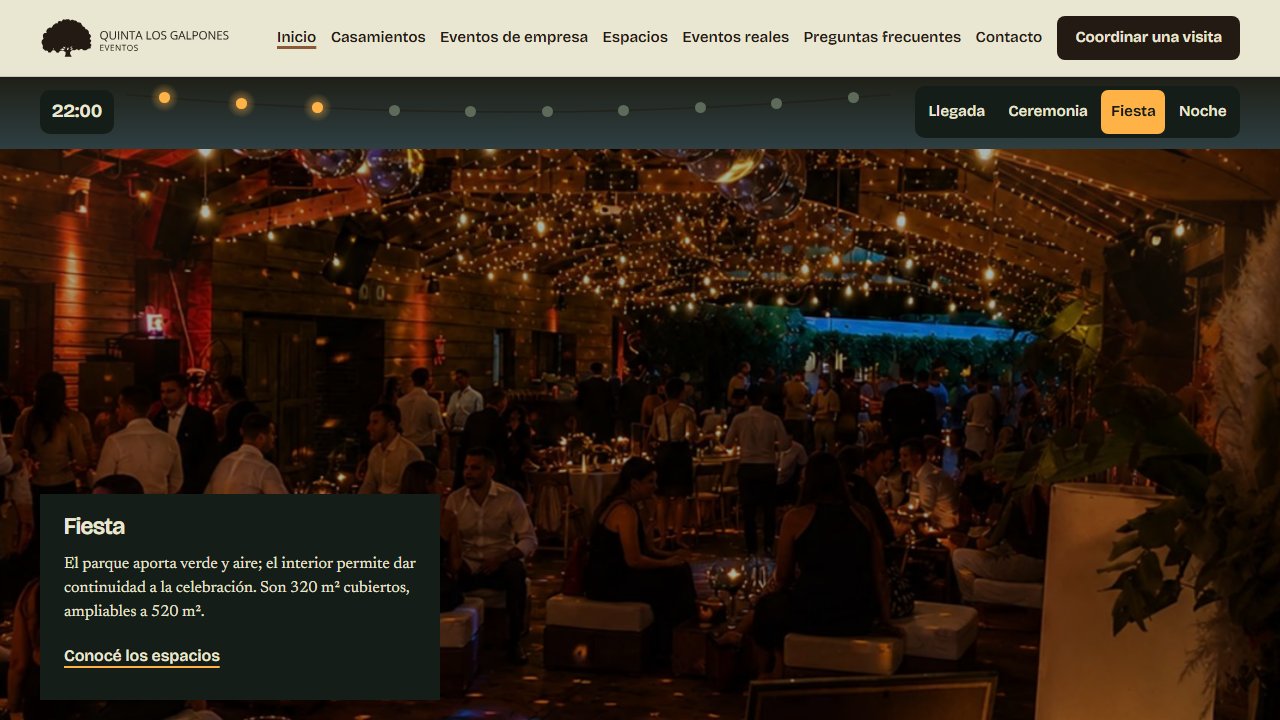 QUINTA LOS GALPONES
EVENTOS
Inicio
Casamientos
Eventos de empresa
Espacios
Eventos reales
Preguntas frecuentes
Contacto
Coordinar una visita
22:00
Llegada
Ceremonia
Fiesta
Noche
Fiesta
El parque aporta verde y aire; el interior permite dar
continuidad a la celebración. Son 320 m² cubiertos,
ampliables a 520 m².
Conocé los espacios